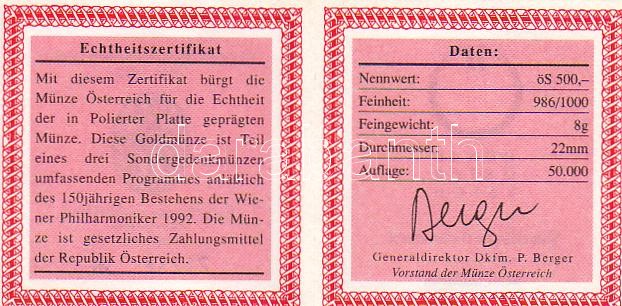 Echtheitszertifikat
Mit diesem Zertifikat bürgt die
Münze Österreich für die Echtheit
der in Polierter Platte geprägten
Münze. Diese Goldmünze ist Teil
eines drei Sondergedenkmünzen
umfassenden Programmes anläßlich
des 150jährigen Bestehens der Wie-
ner Philharmoniker 1992. Die Mün-
ze ist gesetzliches Zahlungsmittel
der Republik Österreich.
Daten:
Nennwert: öS 500,–
Feinheit: 986/1000
Feingewicht: 8g
Durchmesser: 22mm
Auflage: 50.000
Berger
Generaldirektor Dkfm. P. Berger
Vorstand der Münze Österreich
darabanth